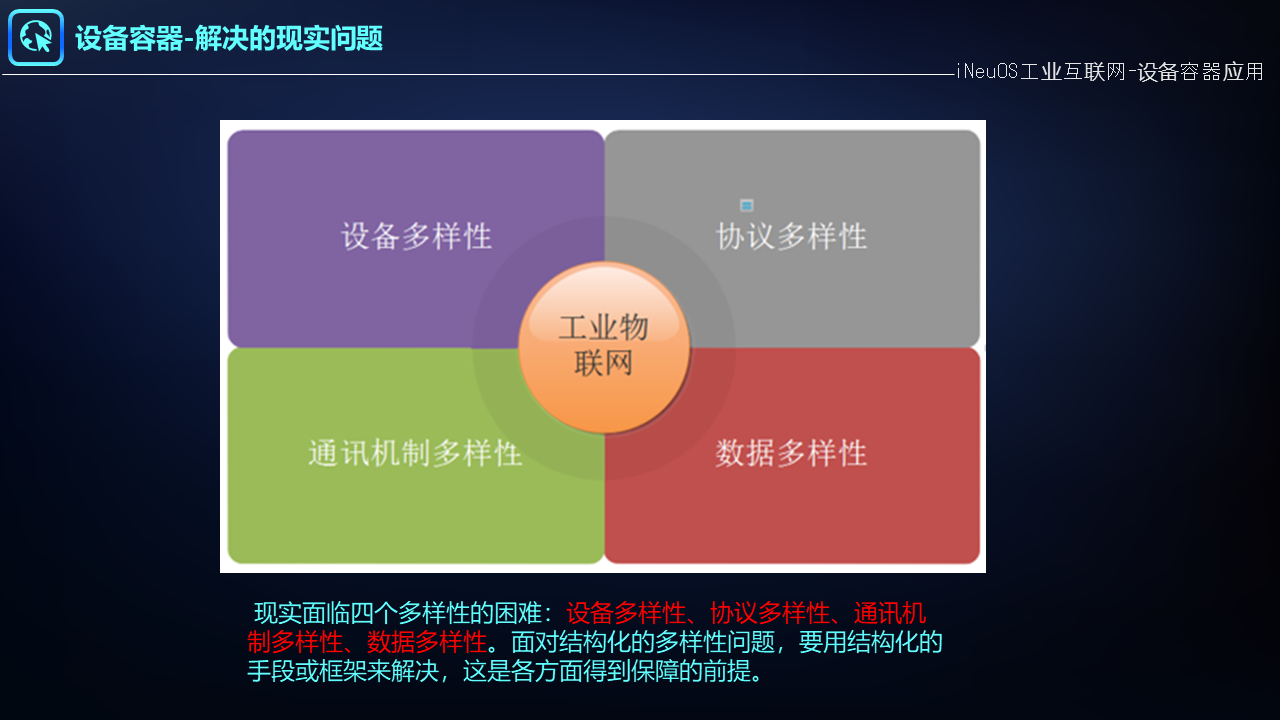 设备容器-解决的现实问题
iNeuOS工业互联网-设备容器应用
设备多样性
协议多样性
工业物
联网
通讯机制多样性
数据多样性
现实面临四个多样性的困难：设备多样性、协议多样性、通讯机
制多样性、数据多样性。面对结构化的多样性问题，要用结构化的
手段或框架来解决，这是各方面得到保障的前提。